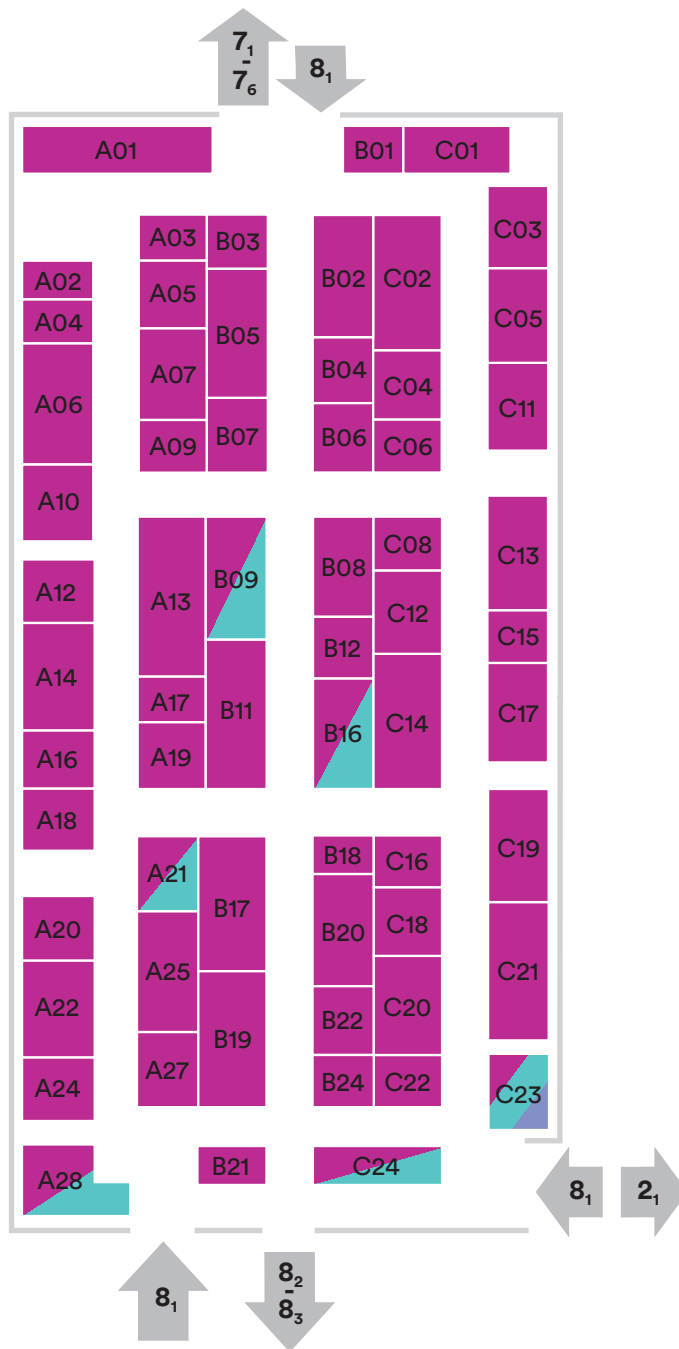 7₁
-
7₆
8₁
A01
B01
C01
C03
A03
B03
B02
C02
A02
A05
C05
A04
B05
A07
B04
C04
A06
C11
A09
B07
B06
C06
A10
C08
C13
B09
B08
A12
A13
C12
C15
A14
B12
A17
B11
C14
C17
B16
A16
A19
A18
B18
C16
C19
A21
B17
A20
C18
B20
A25
C21
A22
C20
B22
B19
A27
B24
C22
A24
C23
B21
C24
A28
8₁
2₁
8₁
8₂
-
8₃